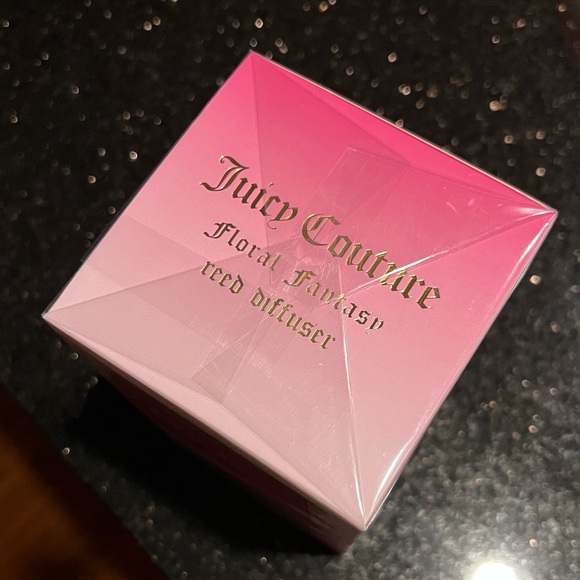 Juicy Couture
Floral Fantasy
reed diffuser